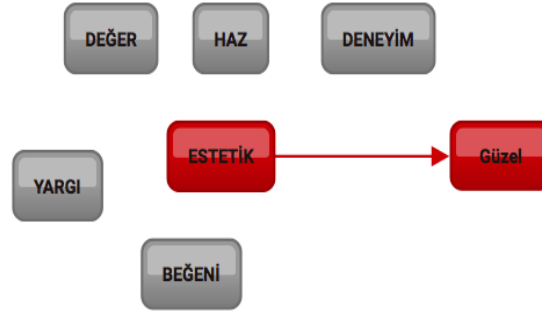 DEĞER
HAZ
DENEYİM
ESTETİK
Güzel
YARGI
BEĞENİ